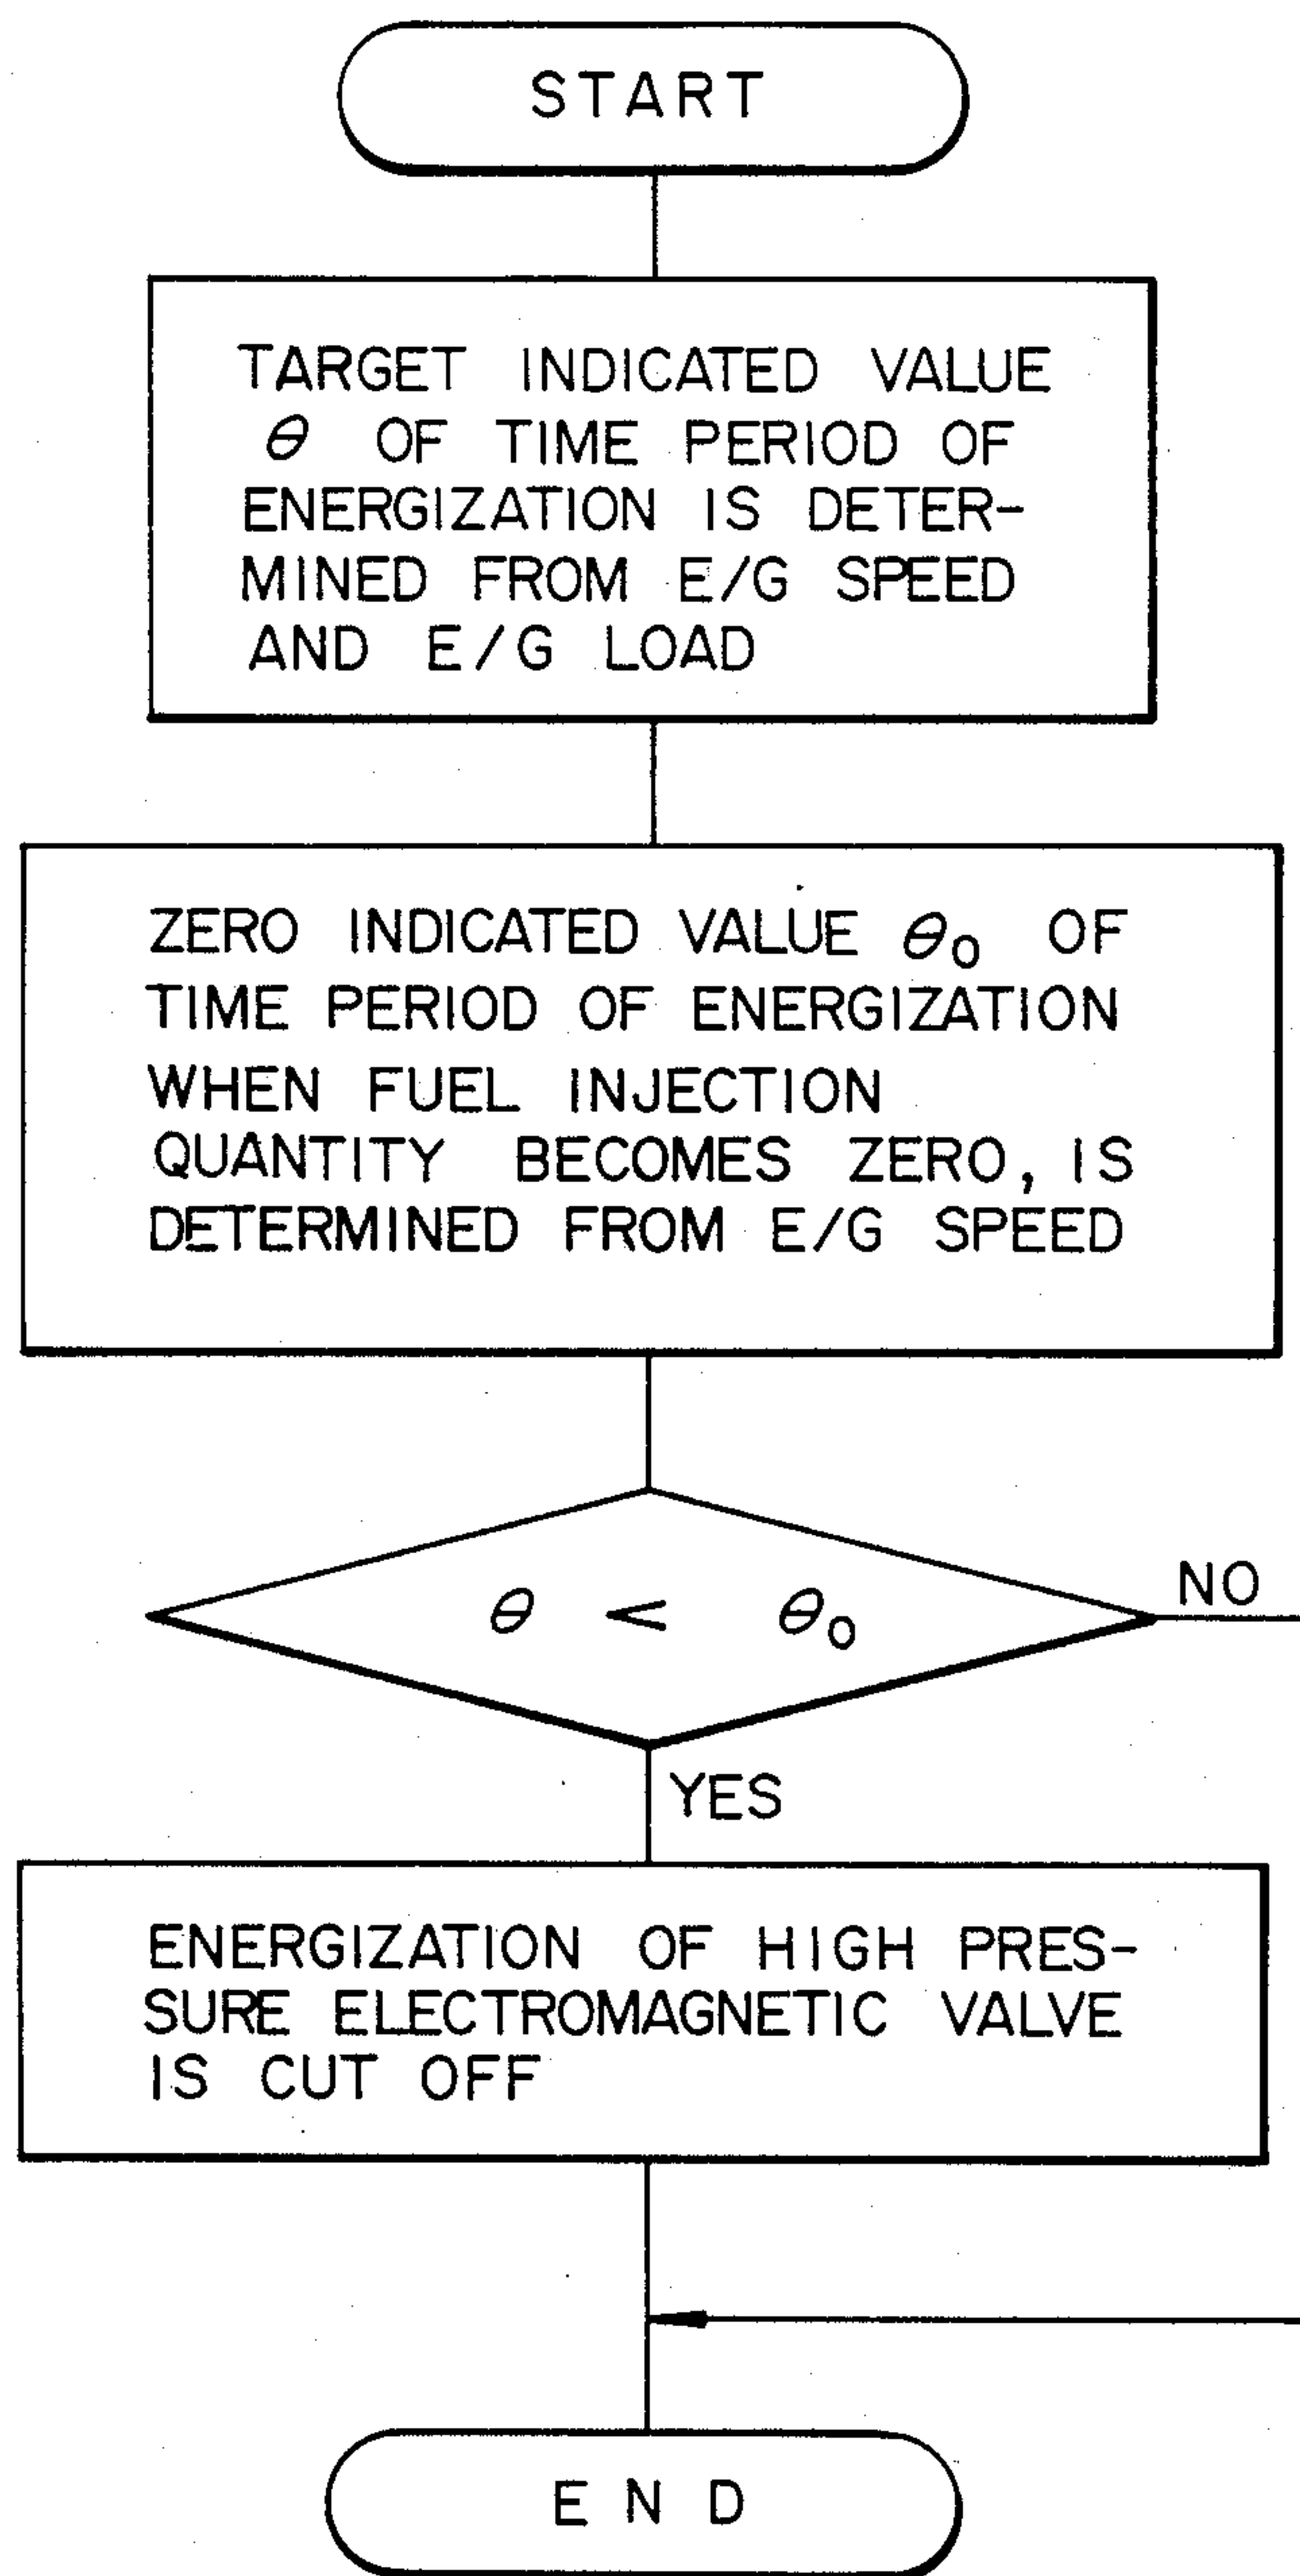 START
TARGET INDICATED VALUE
θ OF TIME PERIOD OF
ENERGIZATION IS DETER-
MINED FROM E/G SPEED
AND E/G LOAD
ZERO INDICATED VALUE θ₀ OF
TIME PERIOD OF ENERGIZATION
WHEN FUEL INJECTION
QUANTITY BECOMES ZERO, IS
DETERMINED FROM E/G SPEED
θ < θ₀
NO
YES
ENERGIZATION OF HIGH PRES-
SURE ELECTROMAGNETIC VALVE
IS CUT OFF
END